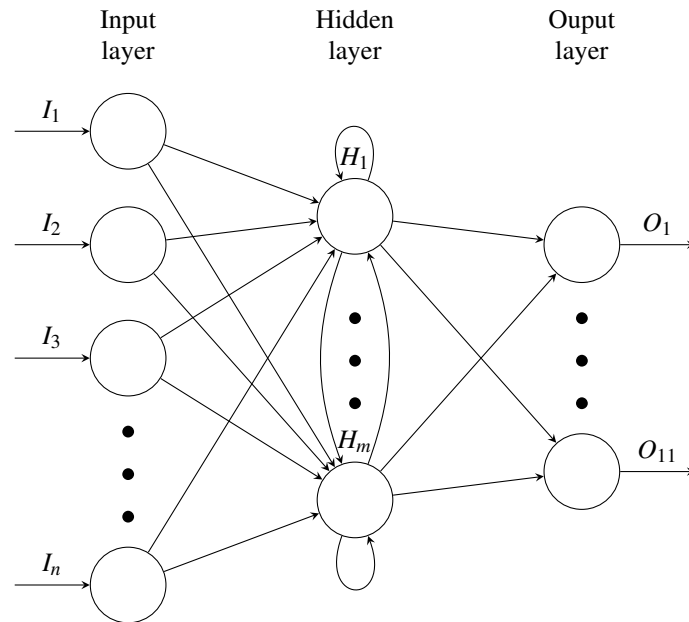 Input
layer
Hidden
layer
Ouput
layer
I1
I2
I3
In
H1
Hm
O1
O11